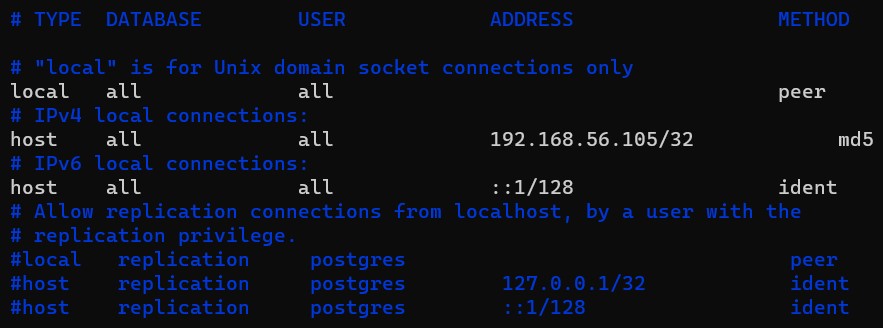 # TYPE  DATABASE        USER            ADDRESS                 METHOD
# "local" is for Unix domain socket connections only
local   all             all                                     peer
# IPv4 local connections:
host    all             all             192.168.56.105/32            md5
# IPv6 local connections:
host    all             all             ::1/128                 ident
# Allow replication connections from localhost, by a user with the
# replication privilege.
#local   replication     postgres                                peer
#host    replication     postgres        127.0.0.1/32            ident
#host    replication     postgres        ::1/128                 ident